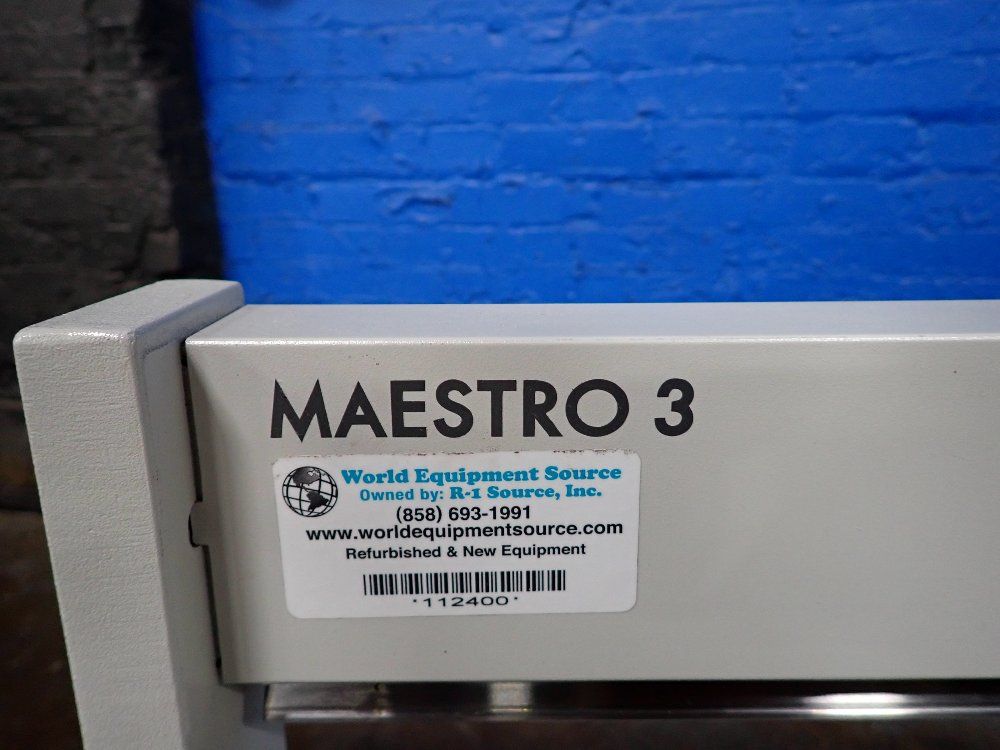 MAESTRO 3
World Equipment Source
Owned by: R-1 Source, Inc.
(858) 693-1991
www.worldequipmentsource.com
Refurbished & New Equipment
*112400*